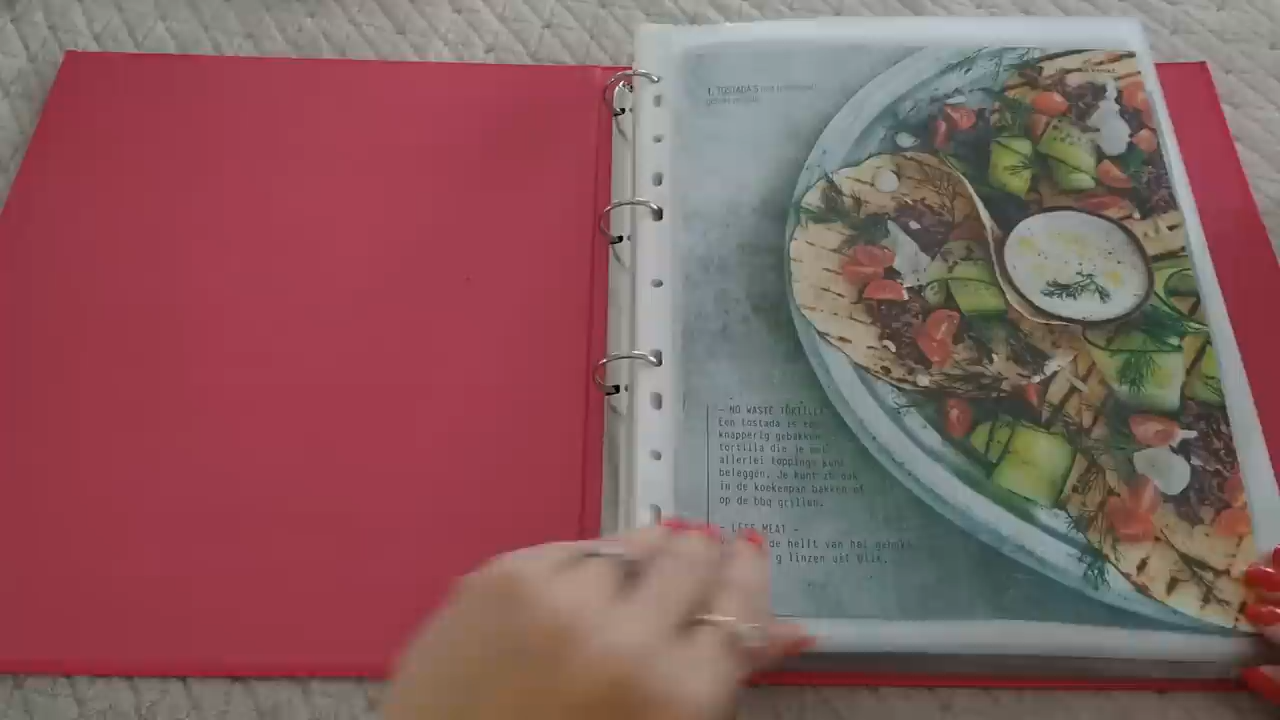 1. TOSTADA'S met
— NO WASTE TORTILLA
Een tostada is een
knapperig gebakken
tortilla die je met
allerlei toppings kunt
beleggen. Je kunt ze ook
in de koekenpan bakken of
op de bbq grillen.
— LESS MEAT —
de helft van het gehakt
g linzen uit blik.